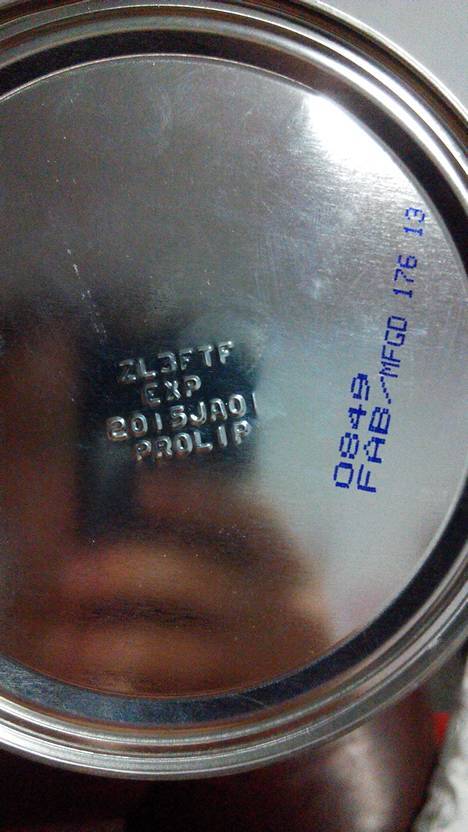 ZL3FTF
EXP
2015JA01
PROLIP
0849
FAB/MFGD 176 13